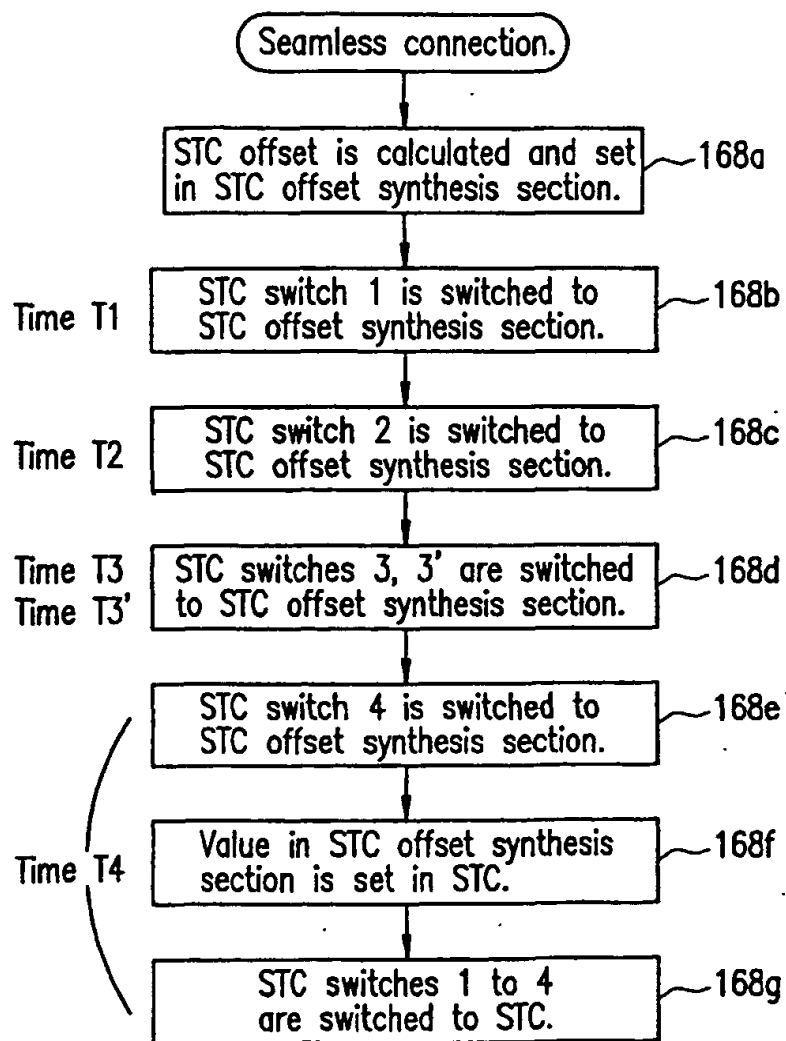 Seamless connection.
STC offset is calculated and set
in STC offset synthesis section.
168a
Time T1
STC switch 1 is switched to
STC offset synthesis section.
168b
Time T2
STC switch 2 is switched to
STC offset synthesis section.
168c
Time T3
Time T3'
STC switches 3, 3' are switched
to STC offset synthesis section.
168d
STC switch 4 is switched to
STC offset synthesis section.
168e
Time T4
Value in STC offset synthesis
section is set in STC.
168f
STC switches 1 to 4
are switched to STC.
168g